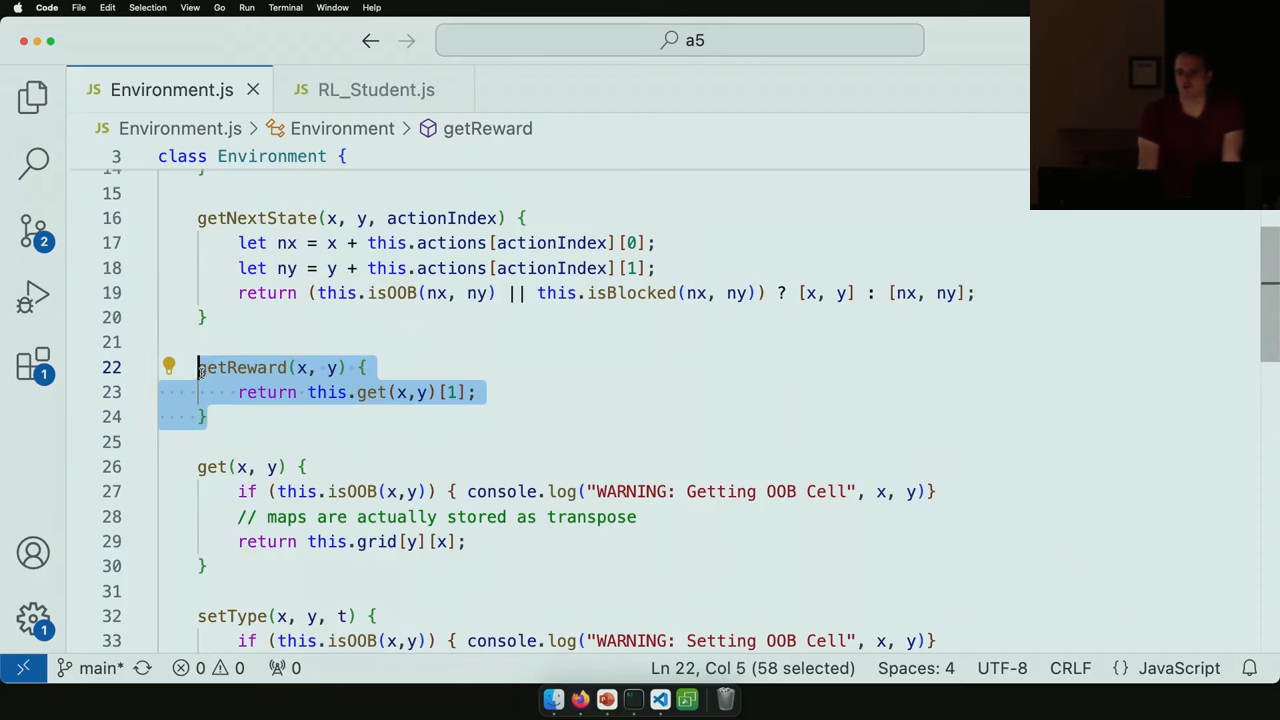 Code File Edit Selection View Go Run Terminal Window Help
a5
JS Environment.js
JS RL_Student.js
JS Environment.js > Environment > getReward
3 class Environment {
14 }
15
16 getNextState(x, y, actionIndex) {
17 let nx = x + this.actions[actionIndex][0];
18 let ny = y + this.actions[actionIndex][1];
19 return (this.isOOB(nx, ny) || this.isBlocked(nx, ny)) ? [x, y] : [nx, ny];
20 }
21
22 getReward(x, y) {
23 return this.get(x,y)[1];
24 }
25
26 get(x, y) {
27 if (this.isOOB(x,y)) { console.log("WARNING: Getting OOB Cell", x, y)}
28 // maps are actually stored as transpose
29 return this.grid[y][x];
30 }
31
32 setType(x, y, t) {
33 if (this.isOOB(x,y)) { console.log("WARNING: Setting OOB Cell", x, y)}
2
1
1
main* 0 0 0 Ln 22, Col 5 (58 selected) Spaces: 4 UTF-8 CRLF {} JavaScript